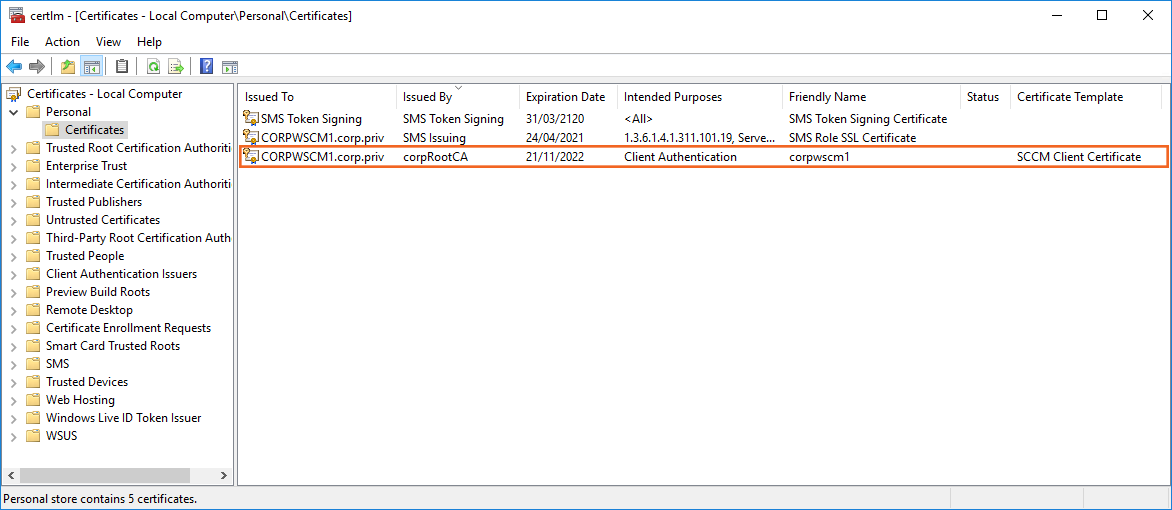 certlm - [Certificates - Local Computer\Personal\Certificates]
File Action View Help
Certificates - Local Computer
Personal
Certificates
Trusted Root Certification Authoriti
Enterprise Trust
Intermediate Certification Authoriti
Trusted Publishers
Untrusted Certificates
Third-Party Root Certification Auth
Trusted People
Client Authentication Issuers
Preview Build Roots
Remote Desktop
Certificate Enrollment Requests
Smart Card Trusted Roots
SMS
Trusted Devices
Web Hosting
Windows Live ID Token Issuer
WSUS
Issued To Issued By Expiration Date Intended Purposes Friendly Name Status Certificate Template
SMS Token Signing SMS Token Signing 31/03/2120 <All> SMS Token Signing Certificate
CORPWSCM1.corp.priv SMS Issuing 24/04/2021 1.3.6.1.4.1.311.101.19, Serve... SMS Role SSL Certificate
CORPWSCM1.corp.priv corpRootCA 21/11/2022 Client Authentication corpwscm1 SCCM Client Certificate
Personal store contains 5 certificates.